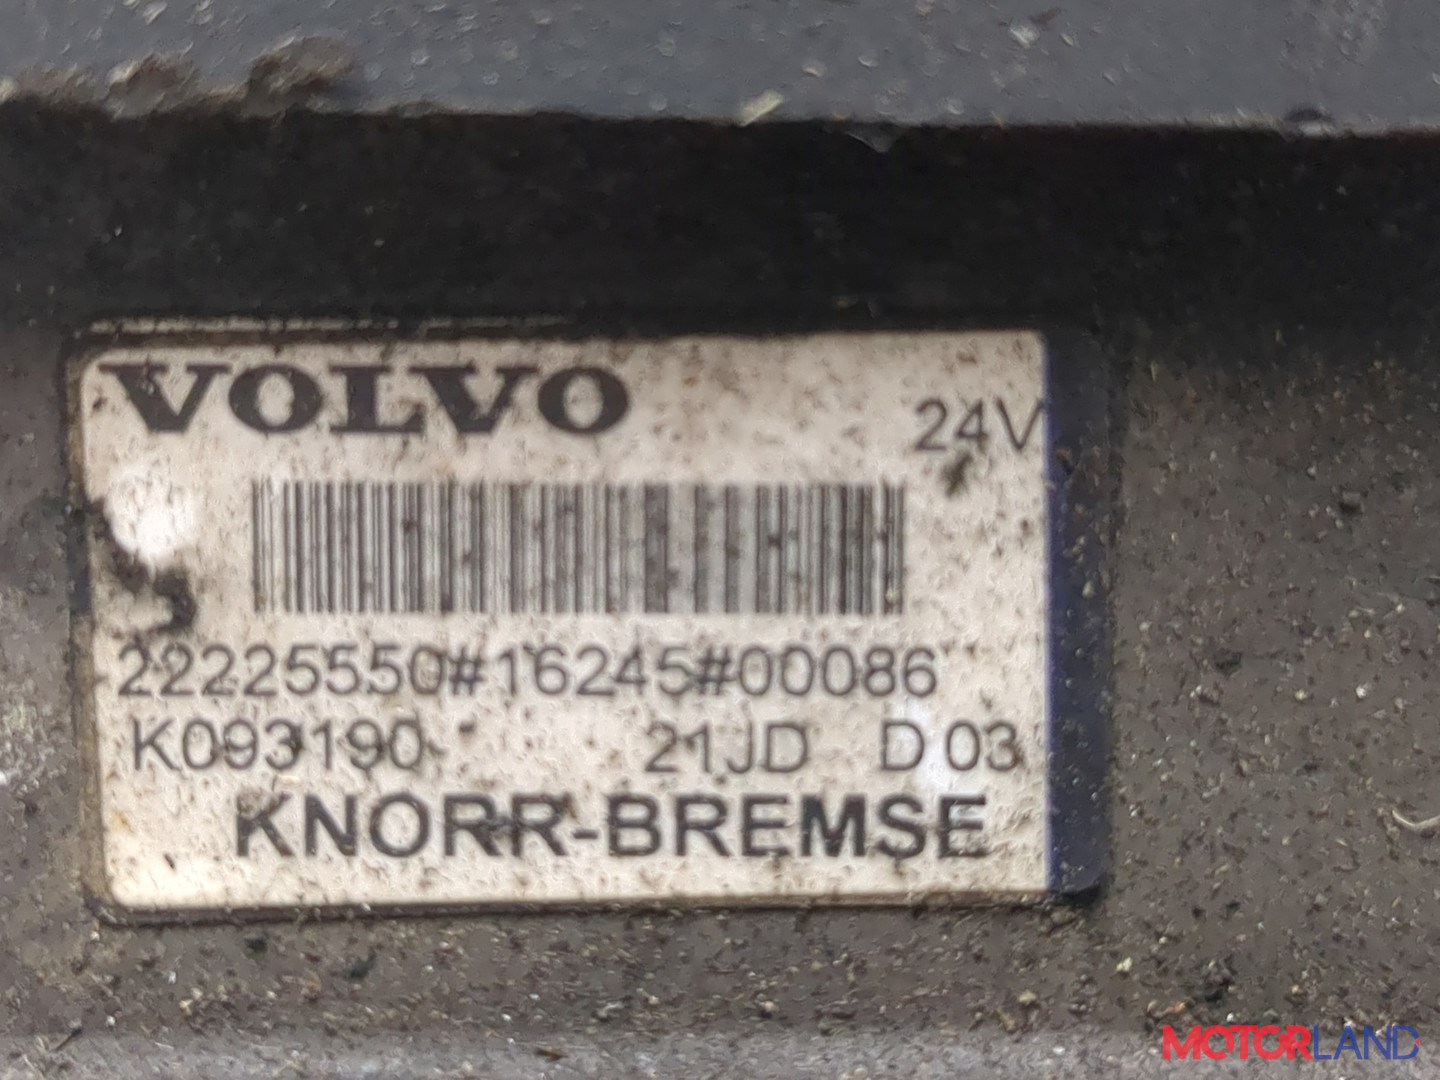 VOLVO
24V
22225550#16245#00086
K093190 21JD D 03
KNORR-BREMSE
MOTORLAND